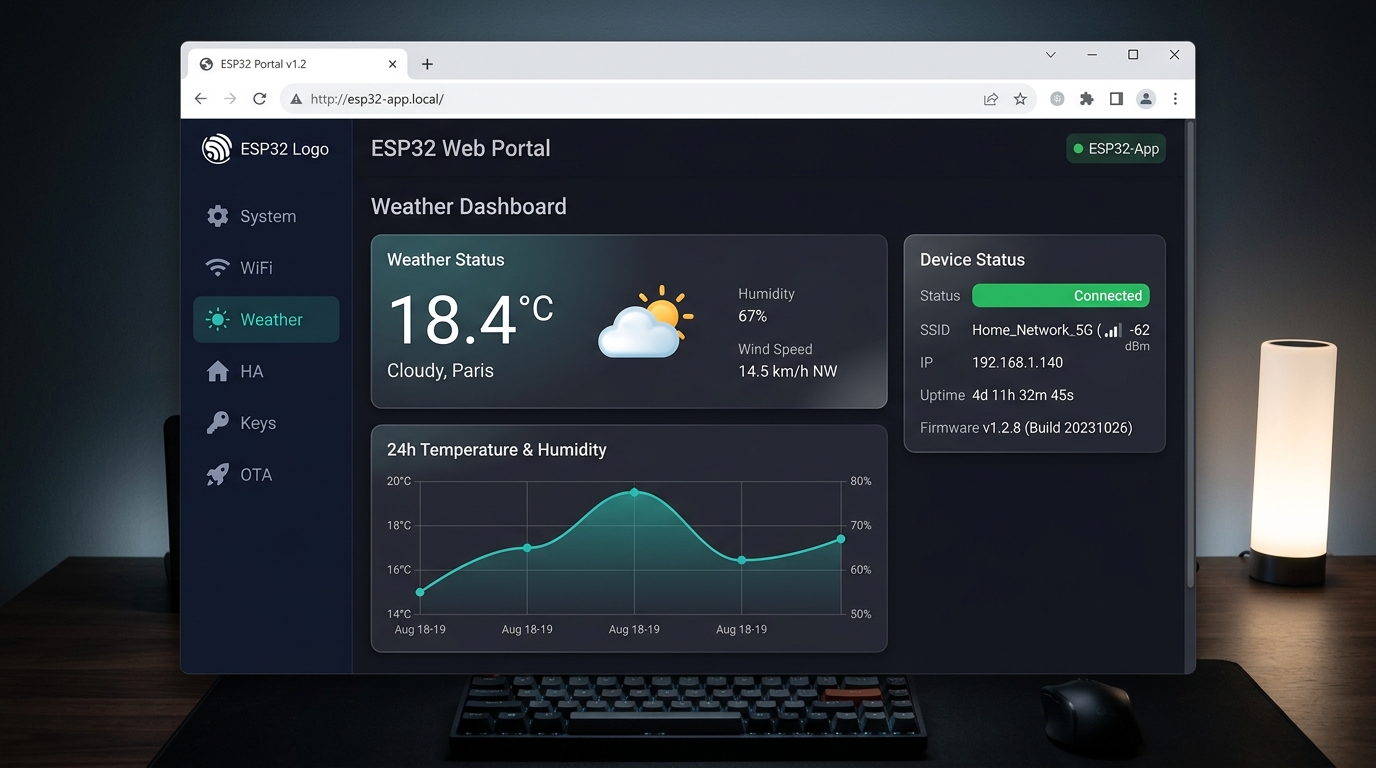 ESP32 Portal v1.2
http://esp32-app.local/
ESP32 Logo
System
WiFi
Weather
HA
Keys
OTA
ESP32 Web Portal
ESP32-App
Weather Dashboard
Weather Status
18.4°C
Cloudy, Paris
Humidity
67%
Wind Speed
14.5 km/h NW
Device Status
Status Connected
SSID Home_Network_5G ( -62
dBm
IP 192.168.1.140
Uptime 4d 11h 32m 45s
Firmware v1.2.8 (Build 20231026)
24h Temperature & Humidity
20°C 80%
18°C 70%
16°C 60%
14°C 50%
Aug 18-19 Aug 18-19 Aug 18-19 Aug 18-19